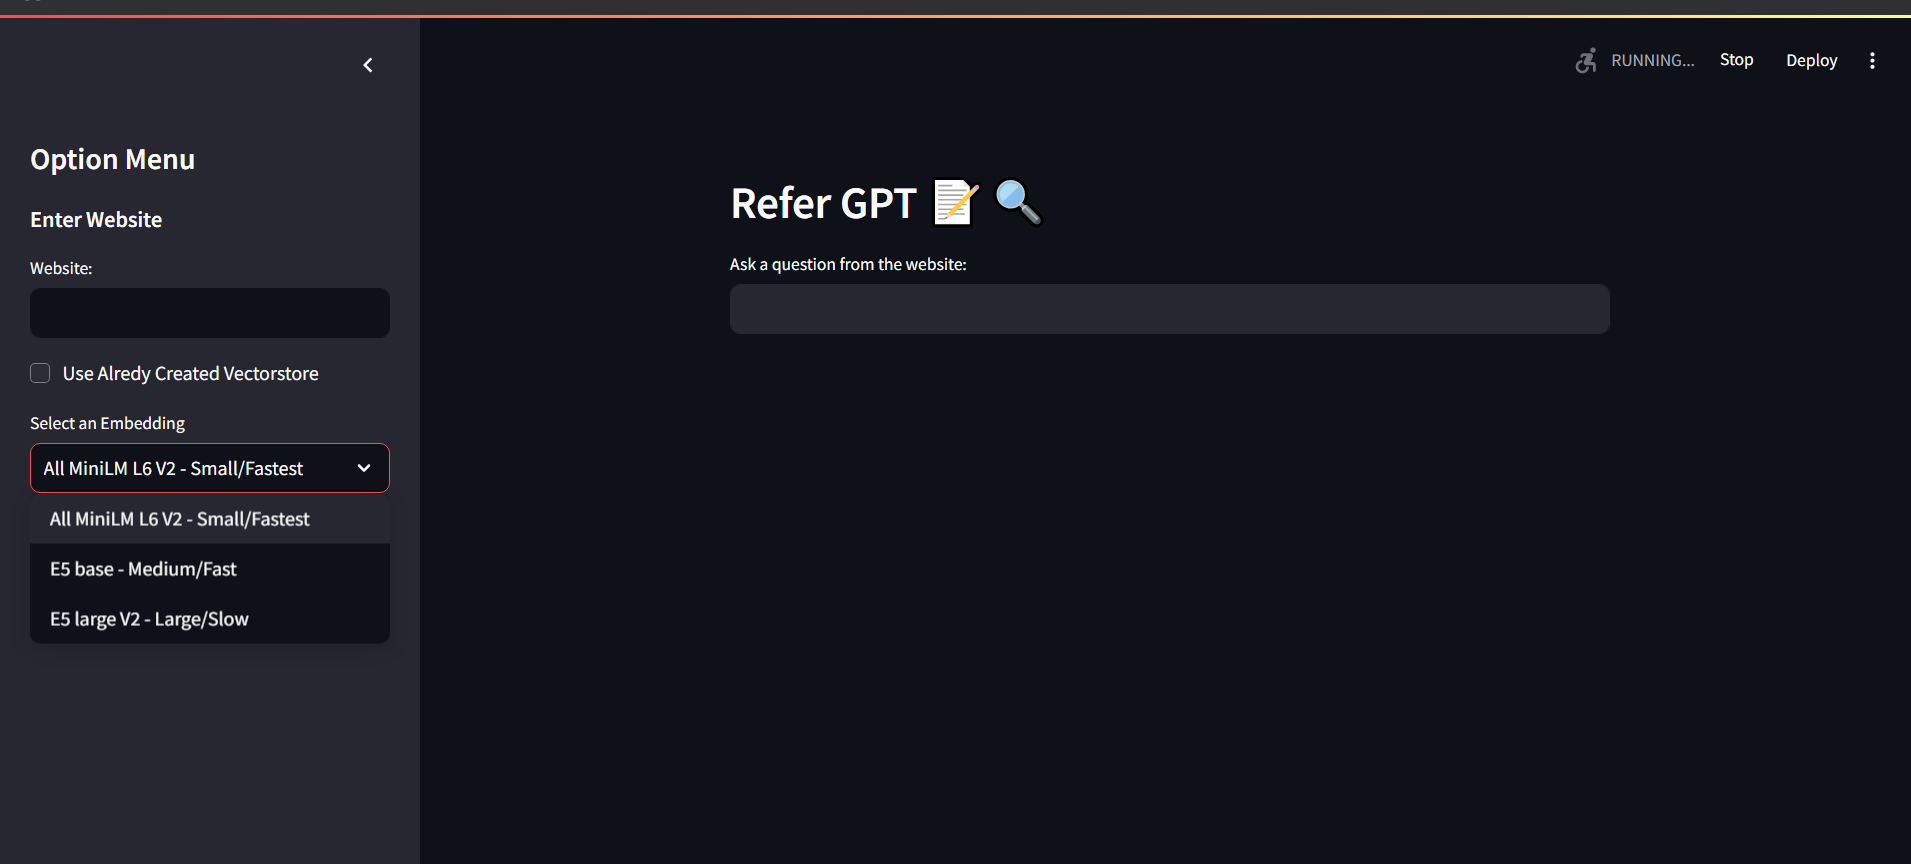 RUNNING...
Stop
Deploy
Option Menu
Enter Website
Website:
Use Alredy Created Vectorstore
Select an Embedding
All MiniLM L6 V2 - Small/Fastest
All MiniLM L6 V2 - Small/Fastest
E5 base - Medium/Fast
E5 large V2 - Large/Slow
Refer GPT
Ask a question from the website: